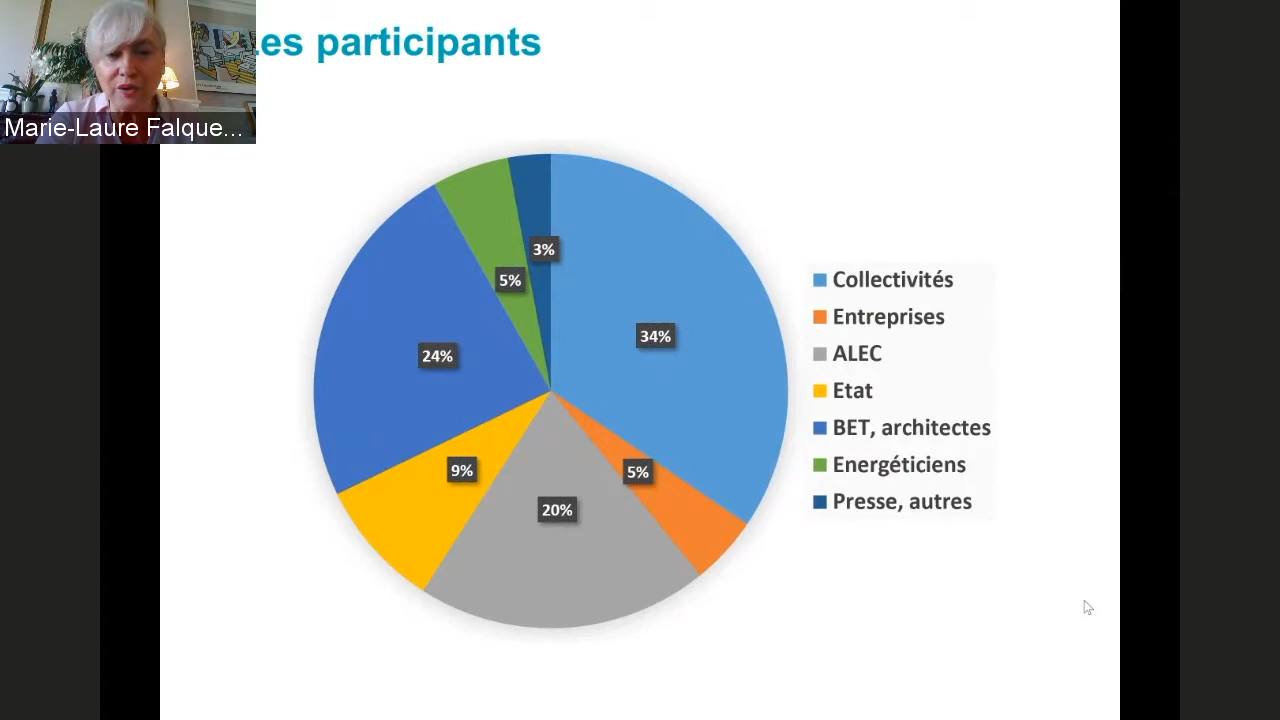 es participants
Marie-Laure Falque...
3%
5%
34%
24%
9%
5%
20%
Collectivités
Entreprises
ALEC
Etat
BET, architectes
Energéticiens
Presse, autres